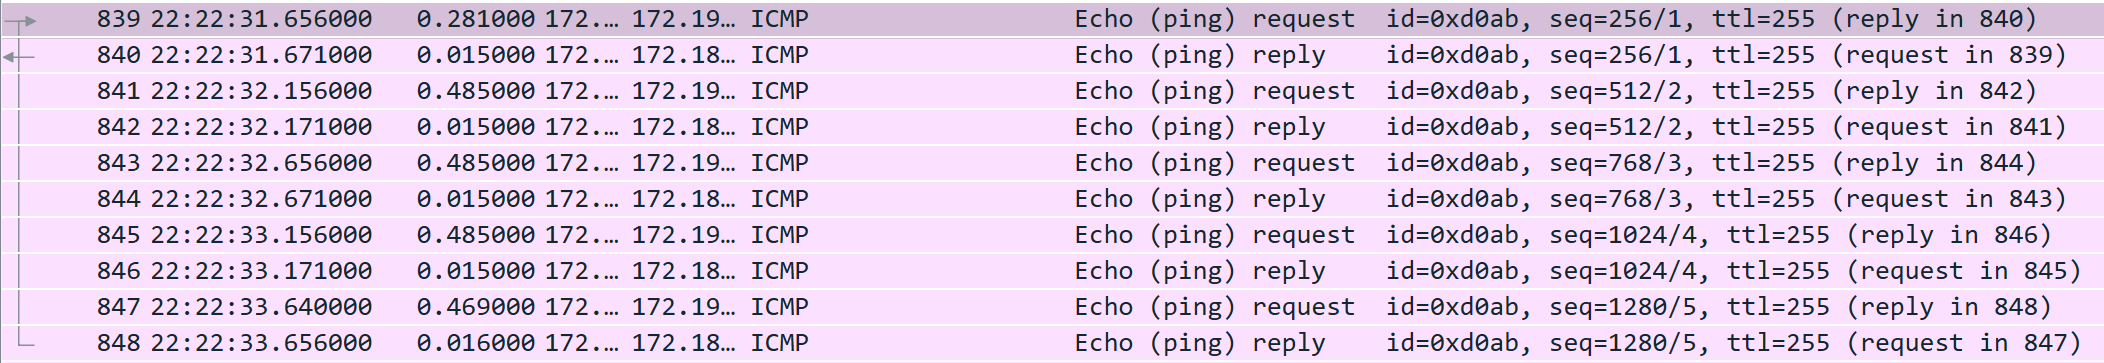 839 22:22:31.656000 0.281000 172.… 172.19… ICMP Echo (ping) request id=0xd0ab, seq=256/1, ttl=255 (reply in 840)
840 22:22:31.671000 0.015000 172.… 172.18… ICMP Echo (ping) reply id=0xd0ab, seq=256/1, ttl=255 (request in 839)
841 22:22:32.156000 0.485000 172.… 172.19… ICMP Echo (ping) request id=0xd0ab, seq=512/2, ttl=255 (reply in 842)
842 22:22:32.171000 0.015000 172.… 172.18… ICMP Echo (ping) reply id=0xd0ab, seq=512/2, ttl=255 (request in 841)
843 22:22:32.656000 0.485000 172.… 172.19… ICMP Echo (ping) request id=0xd0ab, seq=768/3, ttl=255 (reply in 844)
844 22:22:32.671000 0.015000 172.… 172.18… ICMP Echo (ping) reply id=0xd0ab, seq=768/3, ttl=255 (request in 843)
845 22:22:33.156000 0.485000 172.… 172.19… ICMP Echo (ping) request id=0xd0ab, seq=1024/4, ttl=255 (reply in 846)
846 22:22:33.171000 0.015000 172.… 172.18… ICMP Echo (ping) reply id=0xd0ab, seq=1024/4, ttl=255 (request in 845)
847 22:22:33.640000 0.469000 172.… 172.19… ICMP Echo (ping) request id=0xd0ab, seq=1280/5, ttl=255 (reply in 848)
848 22:22:33.656000 0.016000 172.… 172.18… ICMP Echo (ping) reply id=0xd0ab, seq=1280/5, ttl=255 (request in 847)